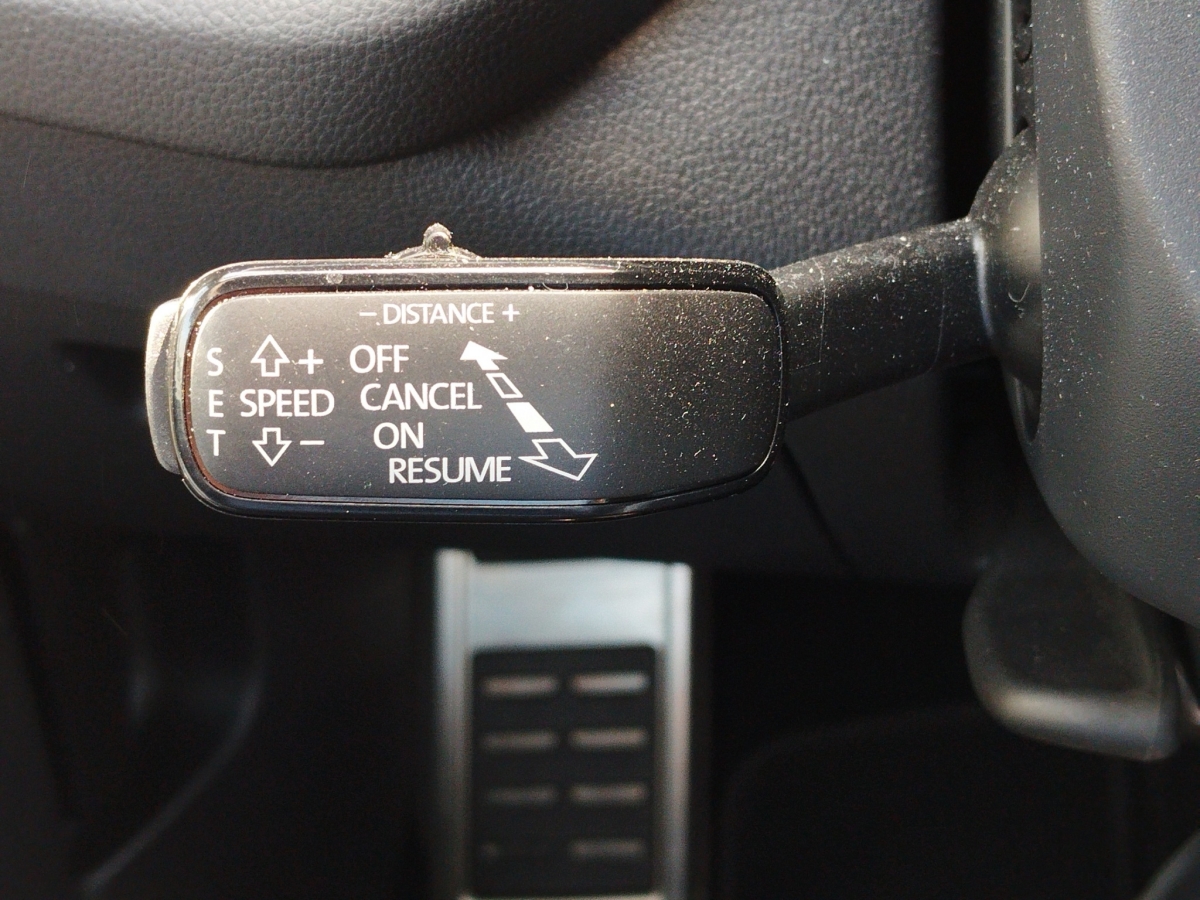 − DISTANCE +
S + OFF
E SPEED CANCEL
T − ON
RESUME